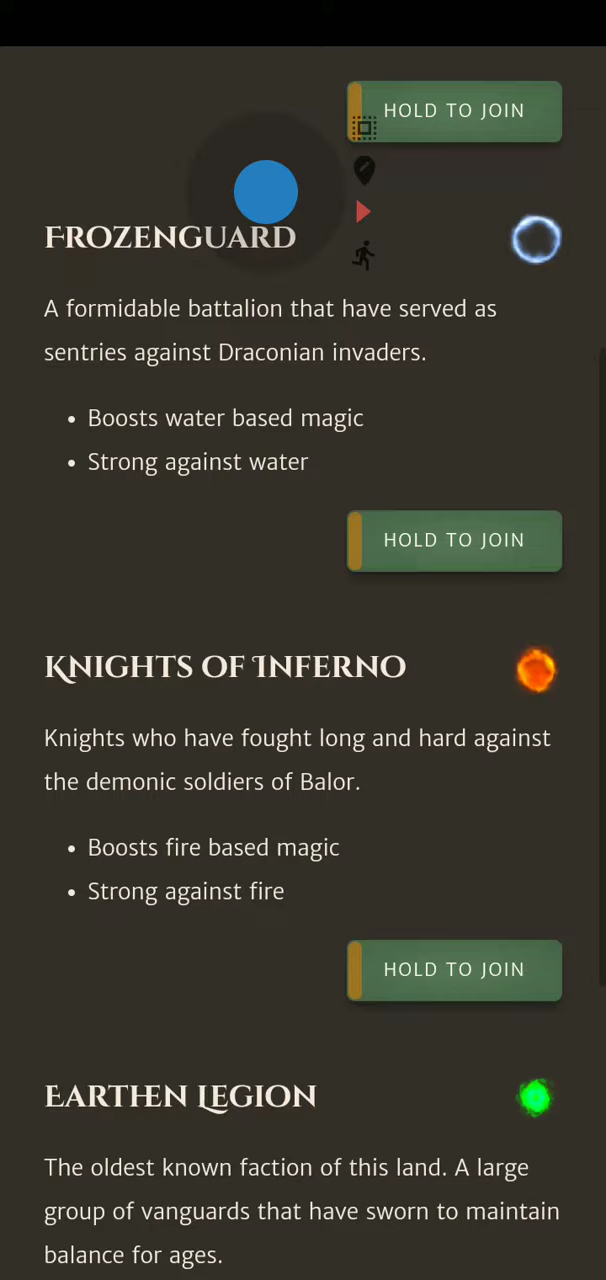 HOLD TO JOIN
FROZENGUARD
A formidable battalion that have served as
sentries against Draconian invaders.
• Boosts water based magic
• Strong against water
HOLD TO JOIN
KNIGHTS OF INFERNO
Knights who have fought long and hard against
the demonic soldiers of Balor.
• Boosts fire based magic
• Strong against fire
HOLD TO JOIN
EARTHEN LEGION
The oldest known faction of this land. A large
group of vanguards that have sworn to maintain
balance for ages.